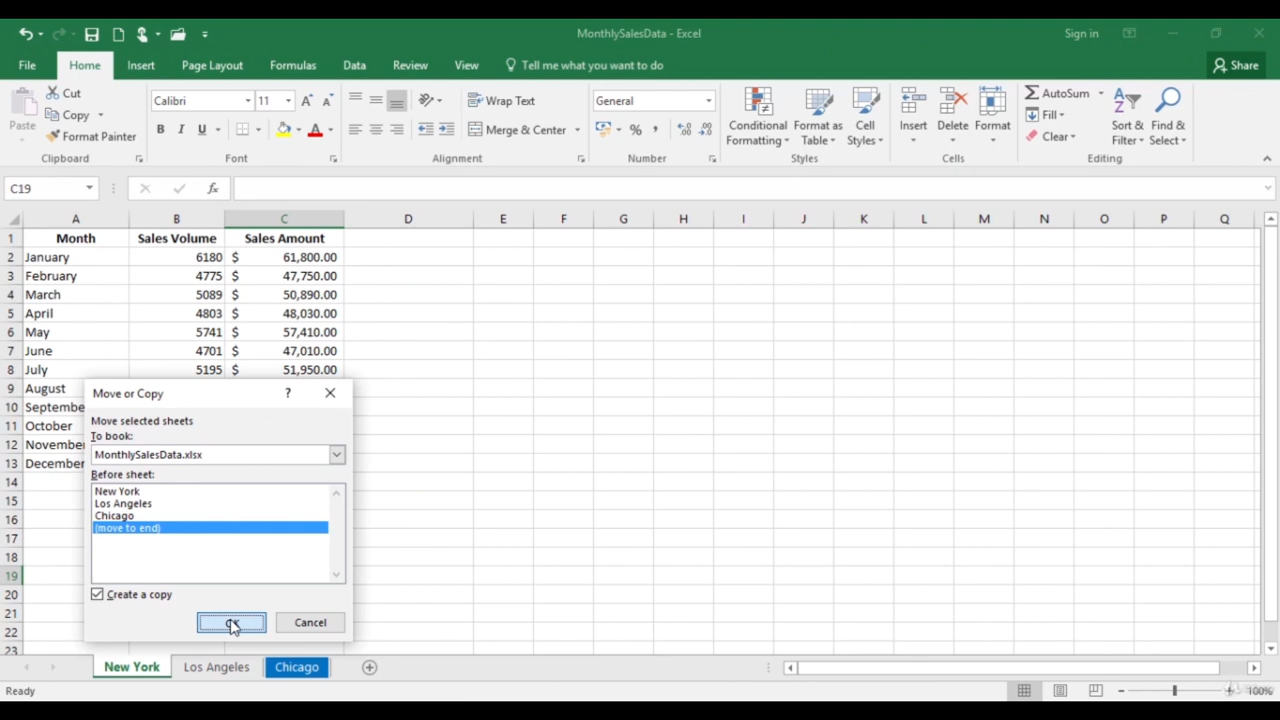 MonthlySalesData - Excel
Sign in
File Home Insert Page Layout Formulas Data Review View Tell me what you want to do Share
Paste
Cut
Copy
Format Painter
Clipboard
Calibri 11
B I U
Font
Wrap Text
Merge & Center
Alignment
General
$ % ,
Number
Conditional Formatting
Format as Table
Cell Styles
Styles
Insert Delete Format
Cells
AutoSum
Fill
Clear
Sort & Filter
Find & Select
Editing
C19 fx
A B C D E F G H I J K L M N O P Q
1 Month Sales Volume Sales Amount
2 January 6180 $ 61,800.00
3 February 4775 $ 47,750.00
4 March 5089 $ 50,890.00
5 April 4803 $ 48,030.00
6 May 5741 $ 57,410.00
7 June 4701 $ 47,010.00
8 July 5195 $ 51,950.00
9 August
10 Septembe
11 October
12 November
13 December
14
15
16
17
18
19
20
21
22
23
Move or Copy ?
Move selected sheets
To book:
MonthlySalesData.xlsx
Before sheet:
New York
Los Angeles
Chicago
(move to end)
Create a copy
Cancel
New York Los Angeles Chicago
Ready 100%